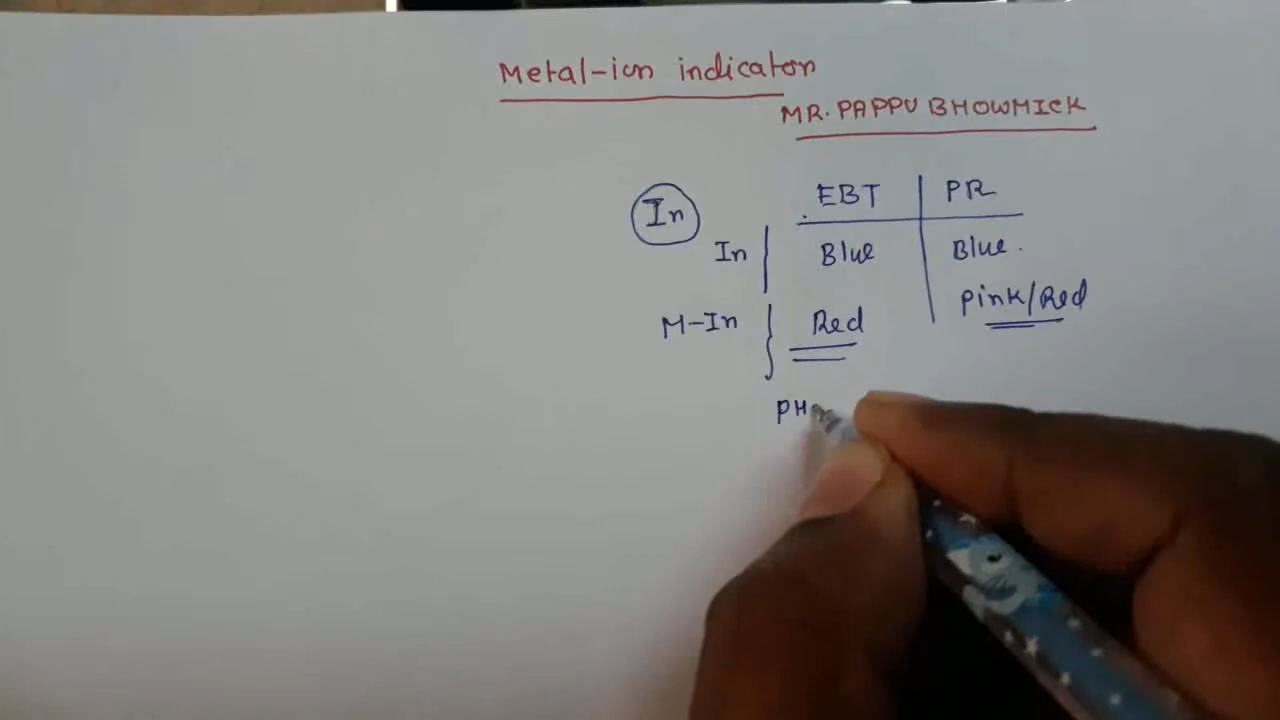 Metal-ion indicator
MR. PAPPU BHOWMICK
In
EBT PR
In Blue Blue.
M-In Red Pink/Red
PH